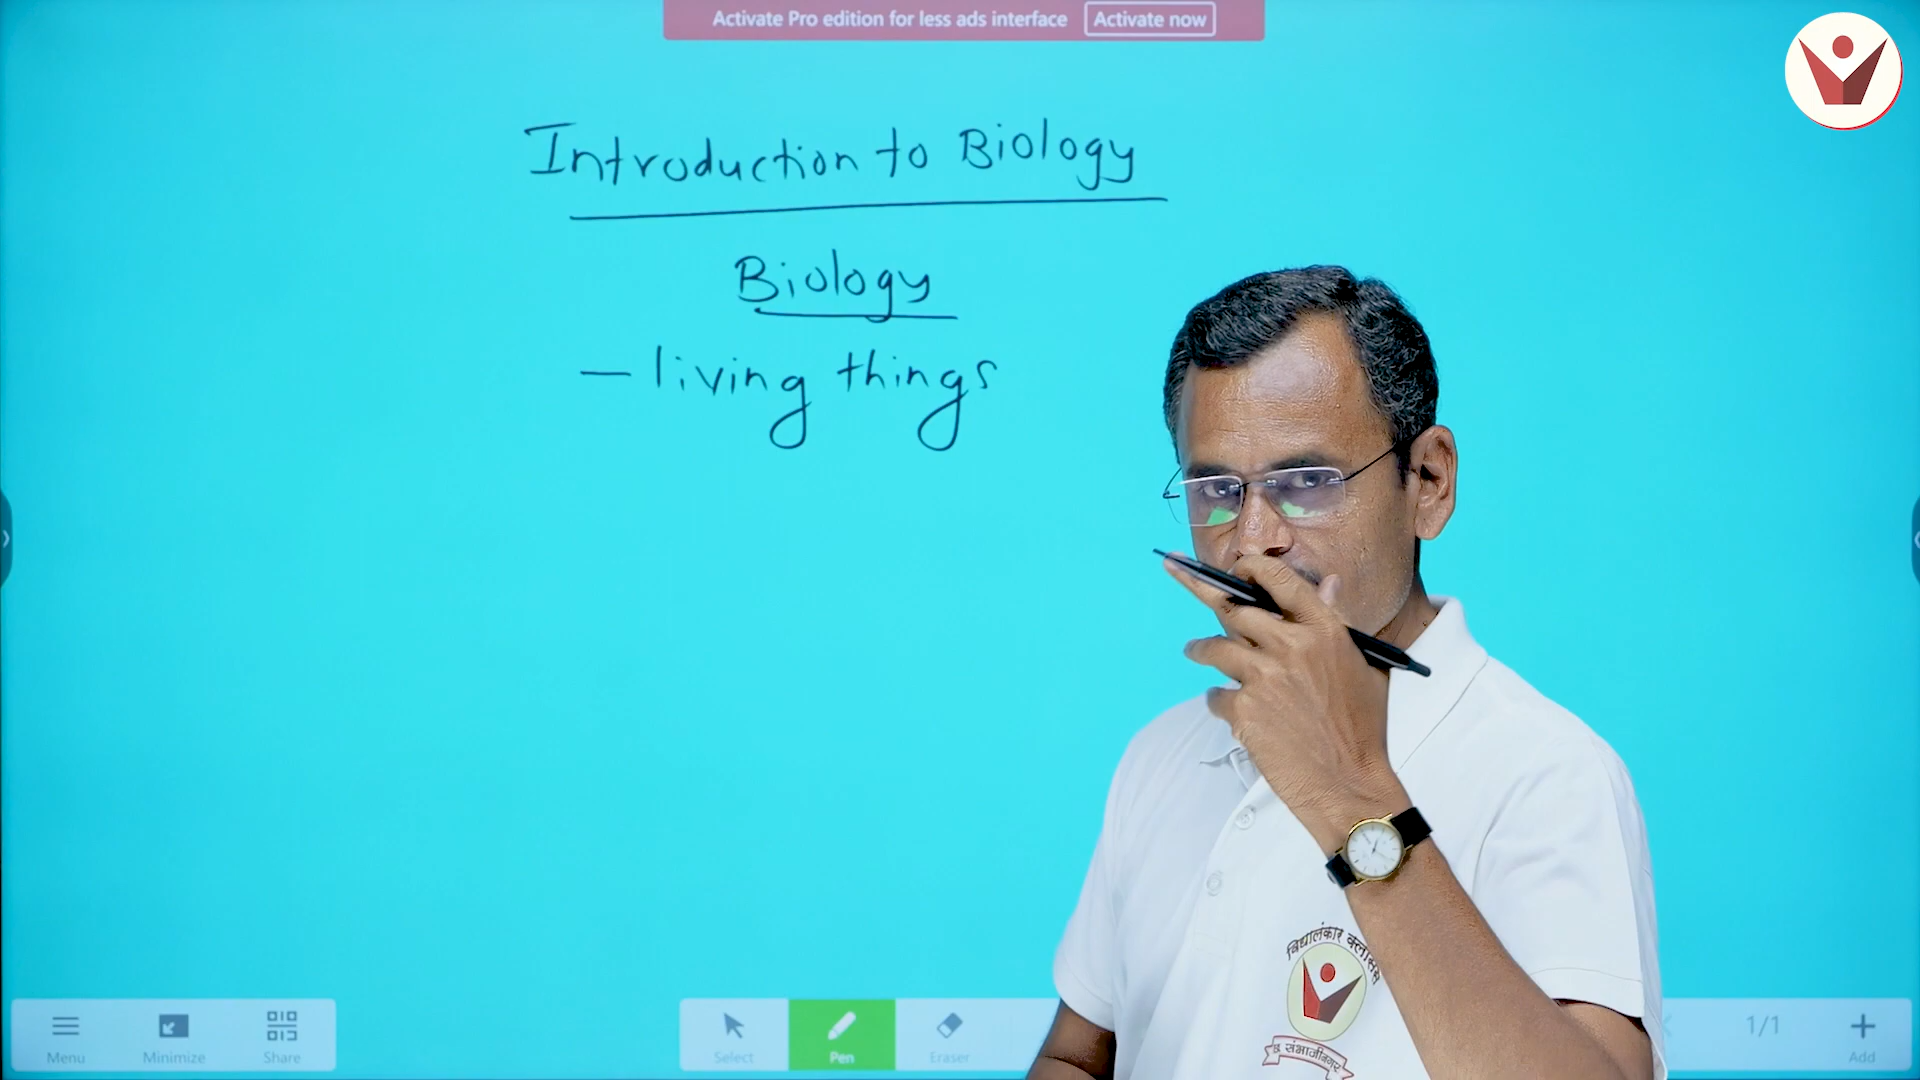 Activate Pro edition for less ads interface Activate now
Introduction to Biology
Biology
– living things
विद्यालंकार क्लासेस
छ. संभाजीनगर
Menu Minimize Share Select Pen Eraser 1/1 Add